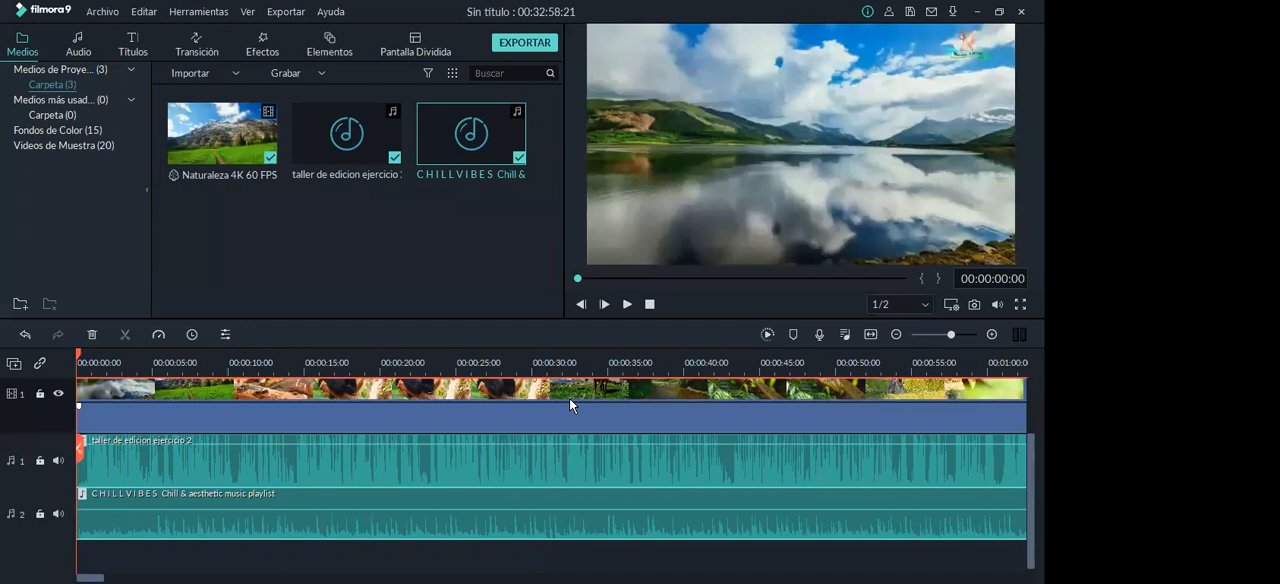 filmora9 Archivo Editar Herramientas Ver Exportar Ayuda Sin título : 00:32:58:21
Medios Audio Títulos Transición Efectos Elementos Pantalla Dividida EXPORTAR
Medios de Proye... (3)
Carpeta (3)
Medios más usad... (0)
Carpeta (0)
Fondos de Color (15)
Videos de Muestra (20)
Importar Grabar Buscar
Naturaleza 4K 60 FPS taller de edicion ejercicio C H I L L V I B E S Chill &
00:00:00:00
1/2
00:00:00:00 00:00:05:00 00:00:10:00 00:00:15:00 00:00:20:00 00:00:25:00 00:00:30:00 00:00:35:00 00:00:40:00 00:00:45:00 00:00:50:00 00:00:55:00 00:01:00:0
1
taller de edicion ejercicio 2
1
C H I L L V I B E S Chill & aesthetic music playlist
2